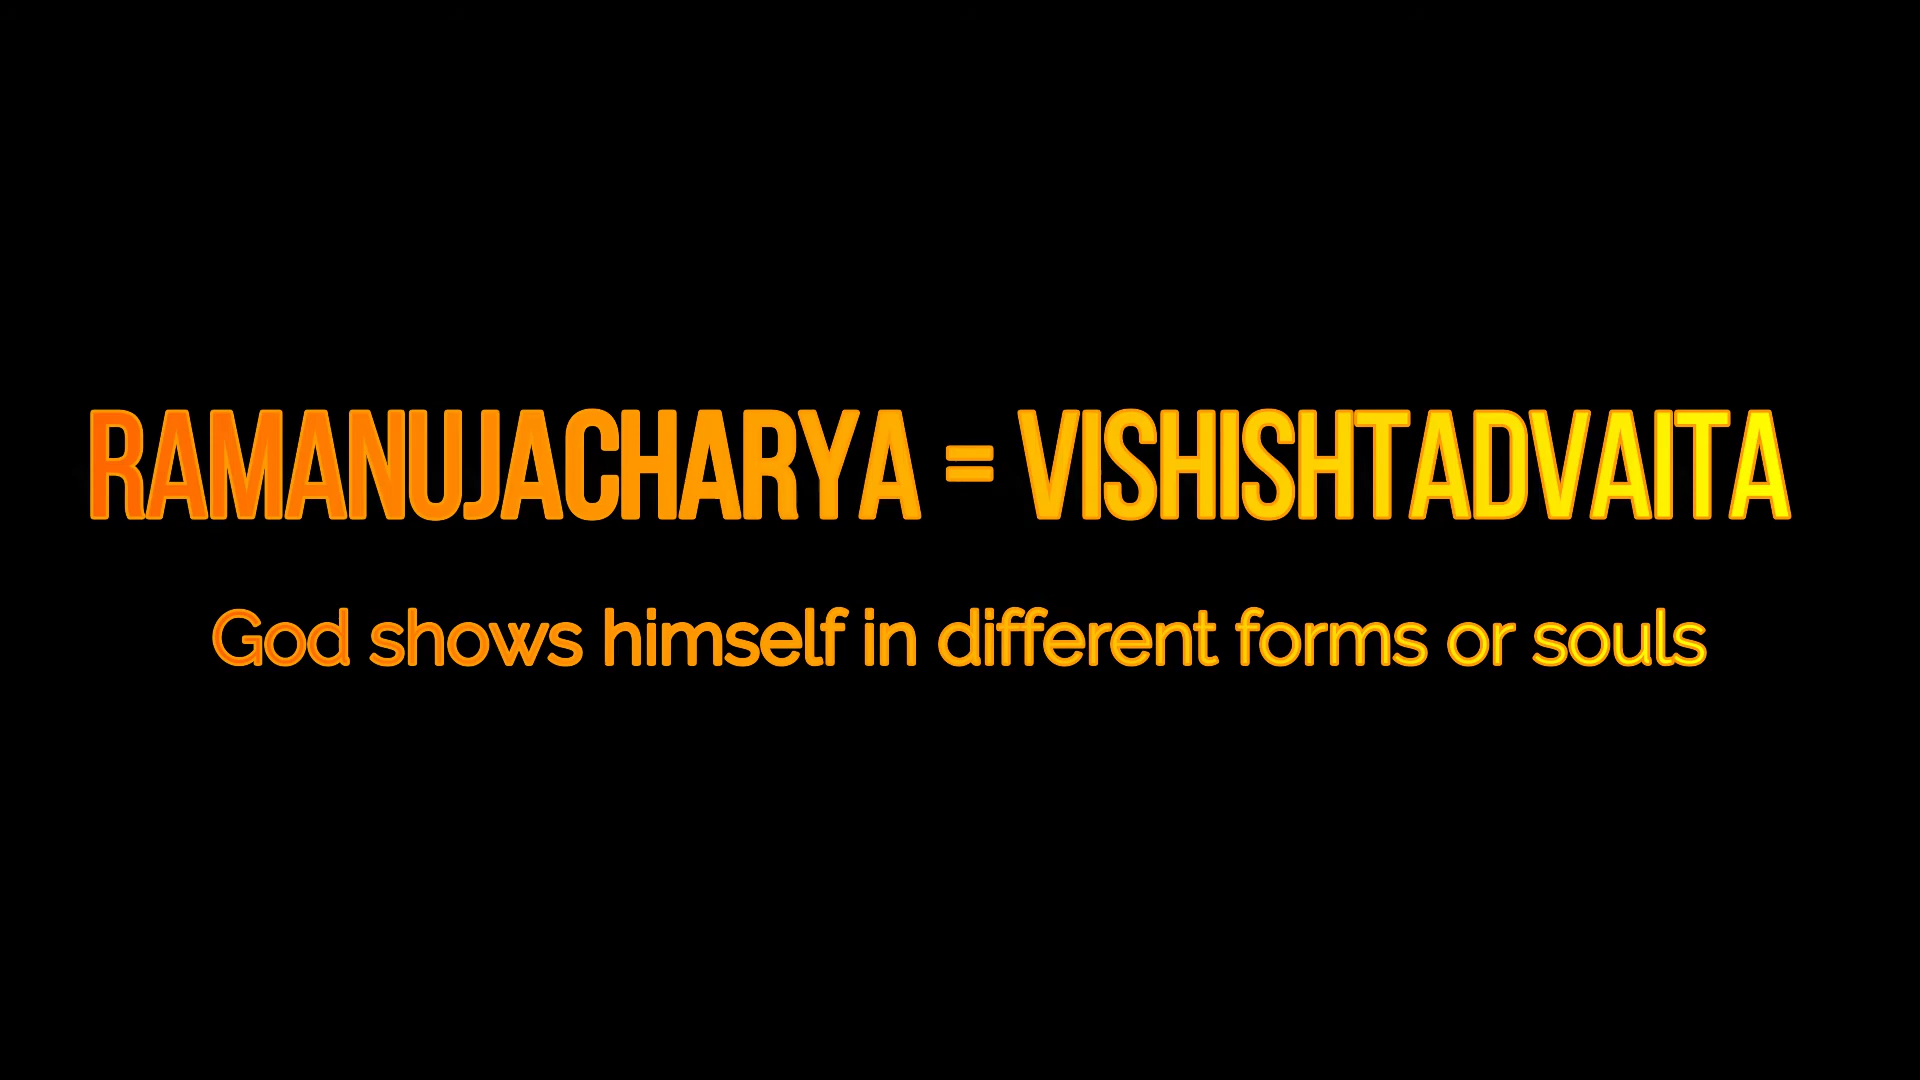 RAMANUJACHARYA = VISHISHTADVAITA
God shows himself in different forms or souls